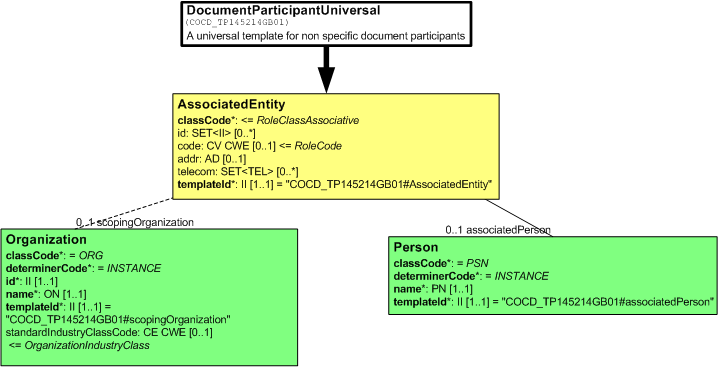 DocumentParticipantUniversal
(COCD_TP145214GB01)
A universal template for non specific document participants
AssociatedEntity
classCode*: <= RoleClassAssociative
id: SET<II> [0..*]
code: CV CWE [0..1] <= RoleCode
addr: AD [0..1]
telecom: SET<TEL> [0..*]
templateId*: II [1..1] = "COCD_TP145214GB01#AssociatedEntity"
0..1 scopingOrganization
Organization
classCode*: = ORG
determinerCode*: = INSTANCE
id*: II [1..1]
name*: ON [1..1]
templateId*: II [1..1] =
"COCD_TP145214GB01#scopingOrganization"
standardIndustryClassCode: CE CWE [0..1]
<= OrganizationIndustryClass
0..1 associatedPerson
Person
classCode*: = PSN
determinerCode*: = INSTANCE
name*: PN [1..1]
templateId*: II [1..1] = "COCD_TP145214GB01#associatedPerson"